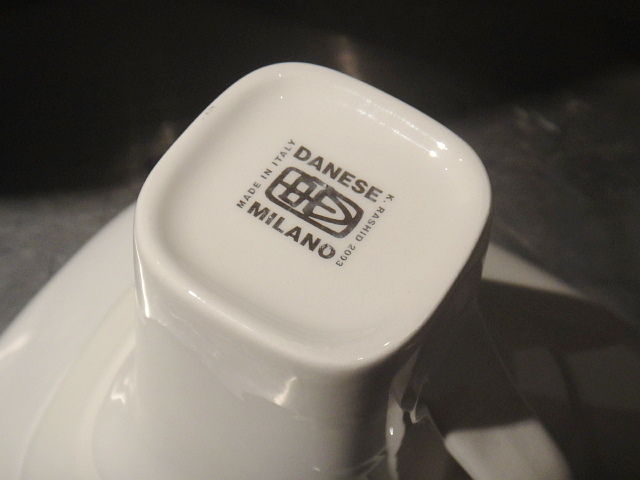 MADE IN ITALY
DANESE
MILANO
K. RASHID 2003